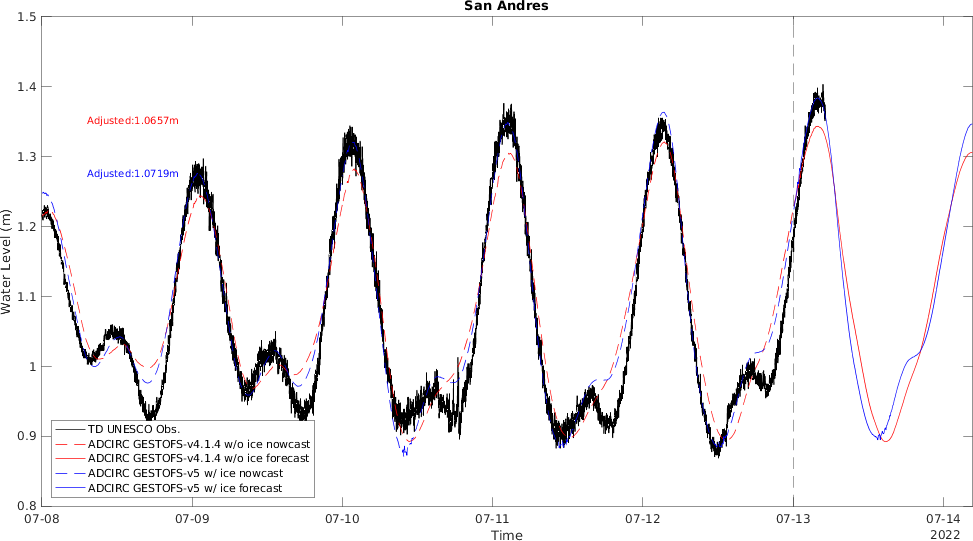 San Andres
1.5
1.4
1.3
1.2
1.1
1
0.9
0.8
Water Level (m)
Adjusted:1.0657m
Adjusted:1.0719m
TD UNESCO Obs.
ADCIRC GESTOFS-v4.1.4 w/o ice nowcast
ADCIRC GESTOFS-v4.1.4 w/o ice forecast
ADCIRC GESTOFS-v5 w/ ice nowcast
ADCIRC GESTOFS-v5 w/ ice forecast
07-08 07-09 07-10 07-11 07-12 07-13 07-14
Time
2022